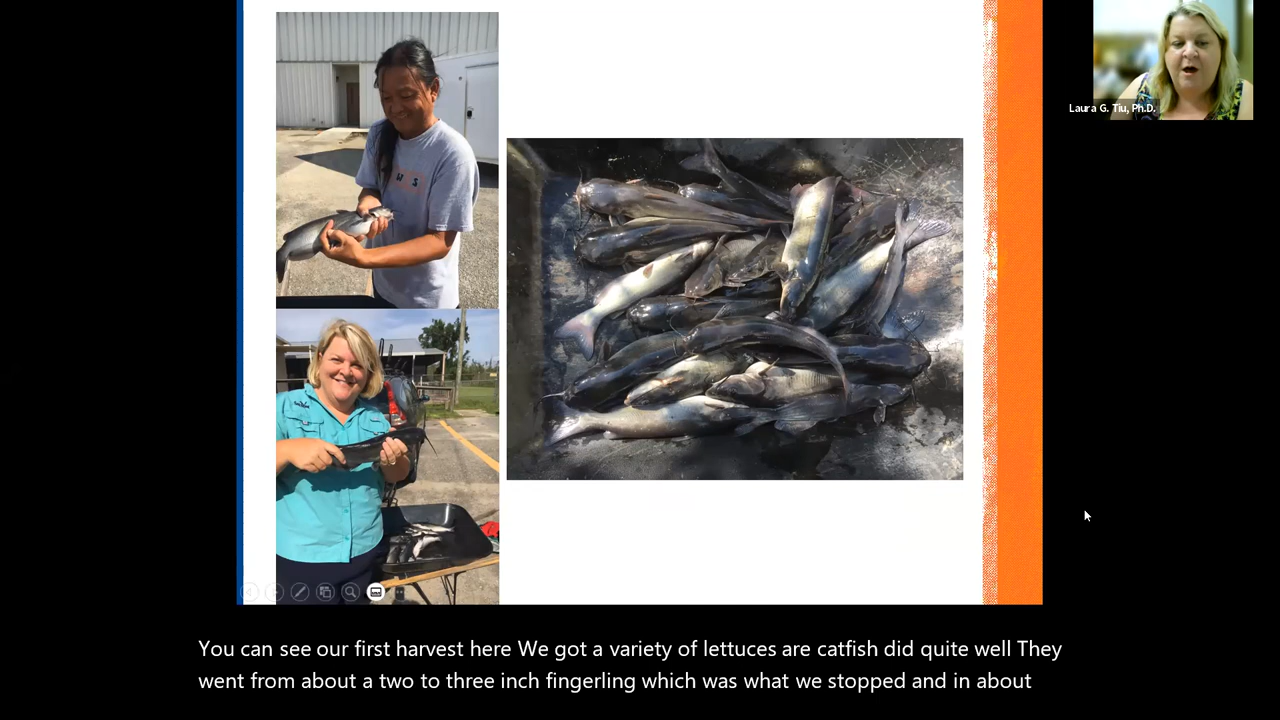 Laura G. Tiu, Ph.D.
You can see our first harvest here We got a variety of lettuces are catfish did quite well They
went from about a two to three inch fingerling which was what we stopped and in about